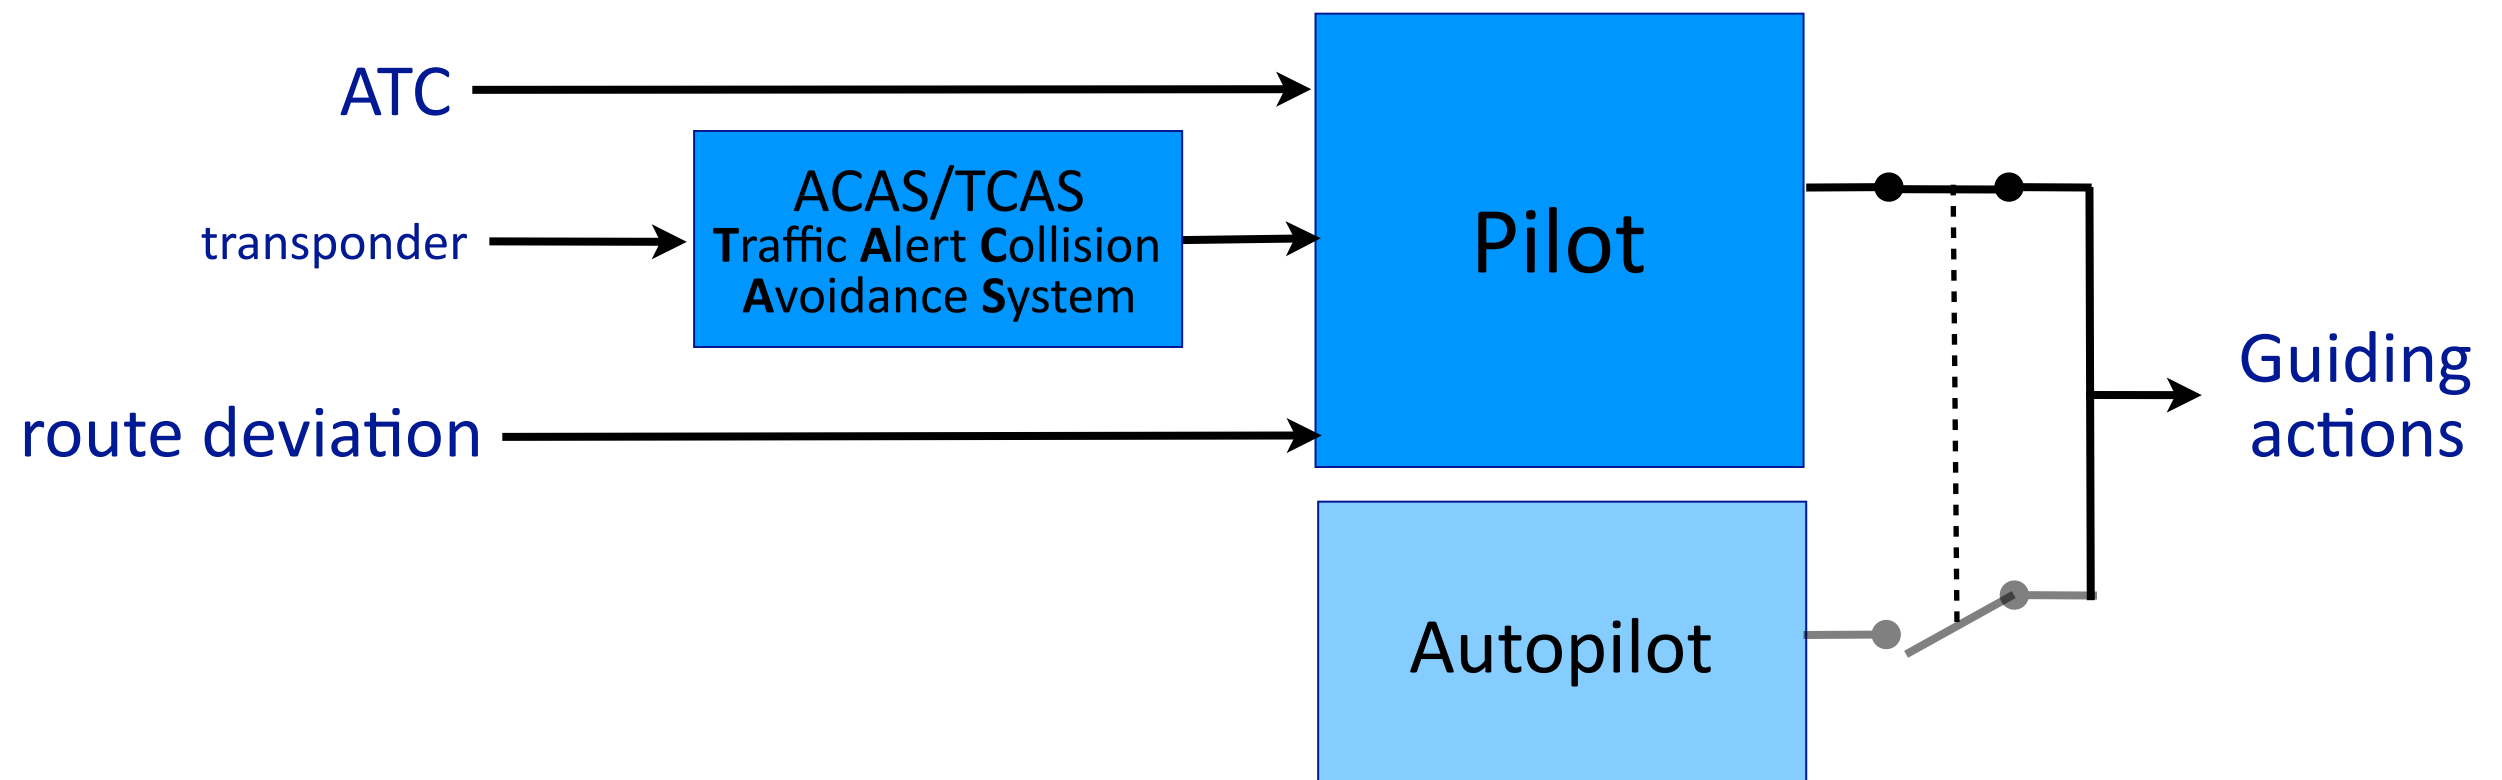 ATC
ACAS/TCAS
Traffic Alert Collision
Avoidance System
transponder
Pilot
Guiding
actions
route deviation
Autopilot